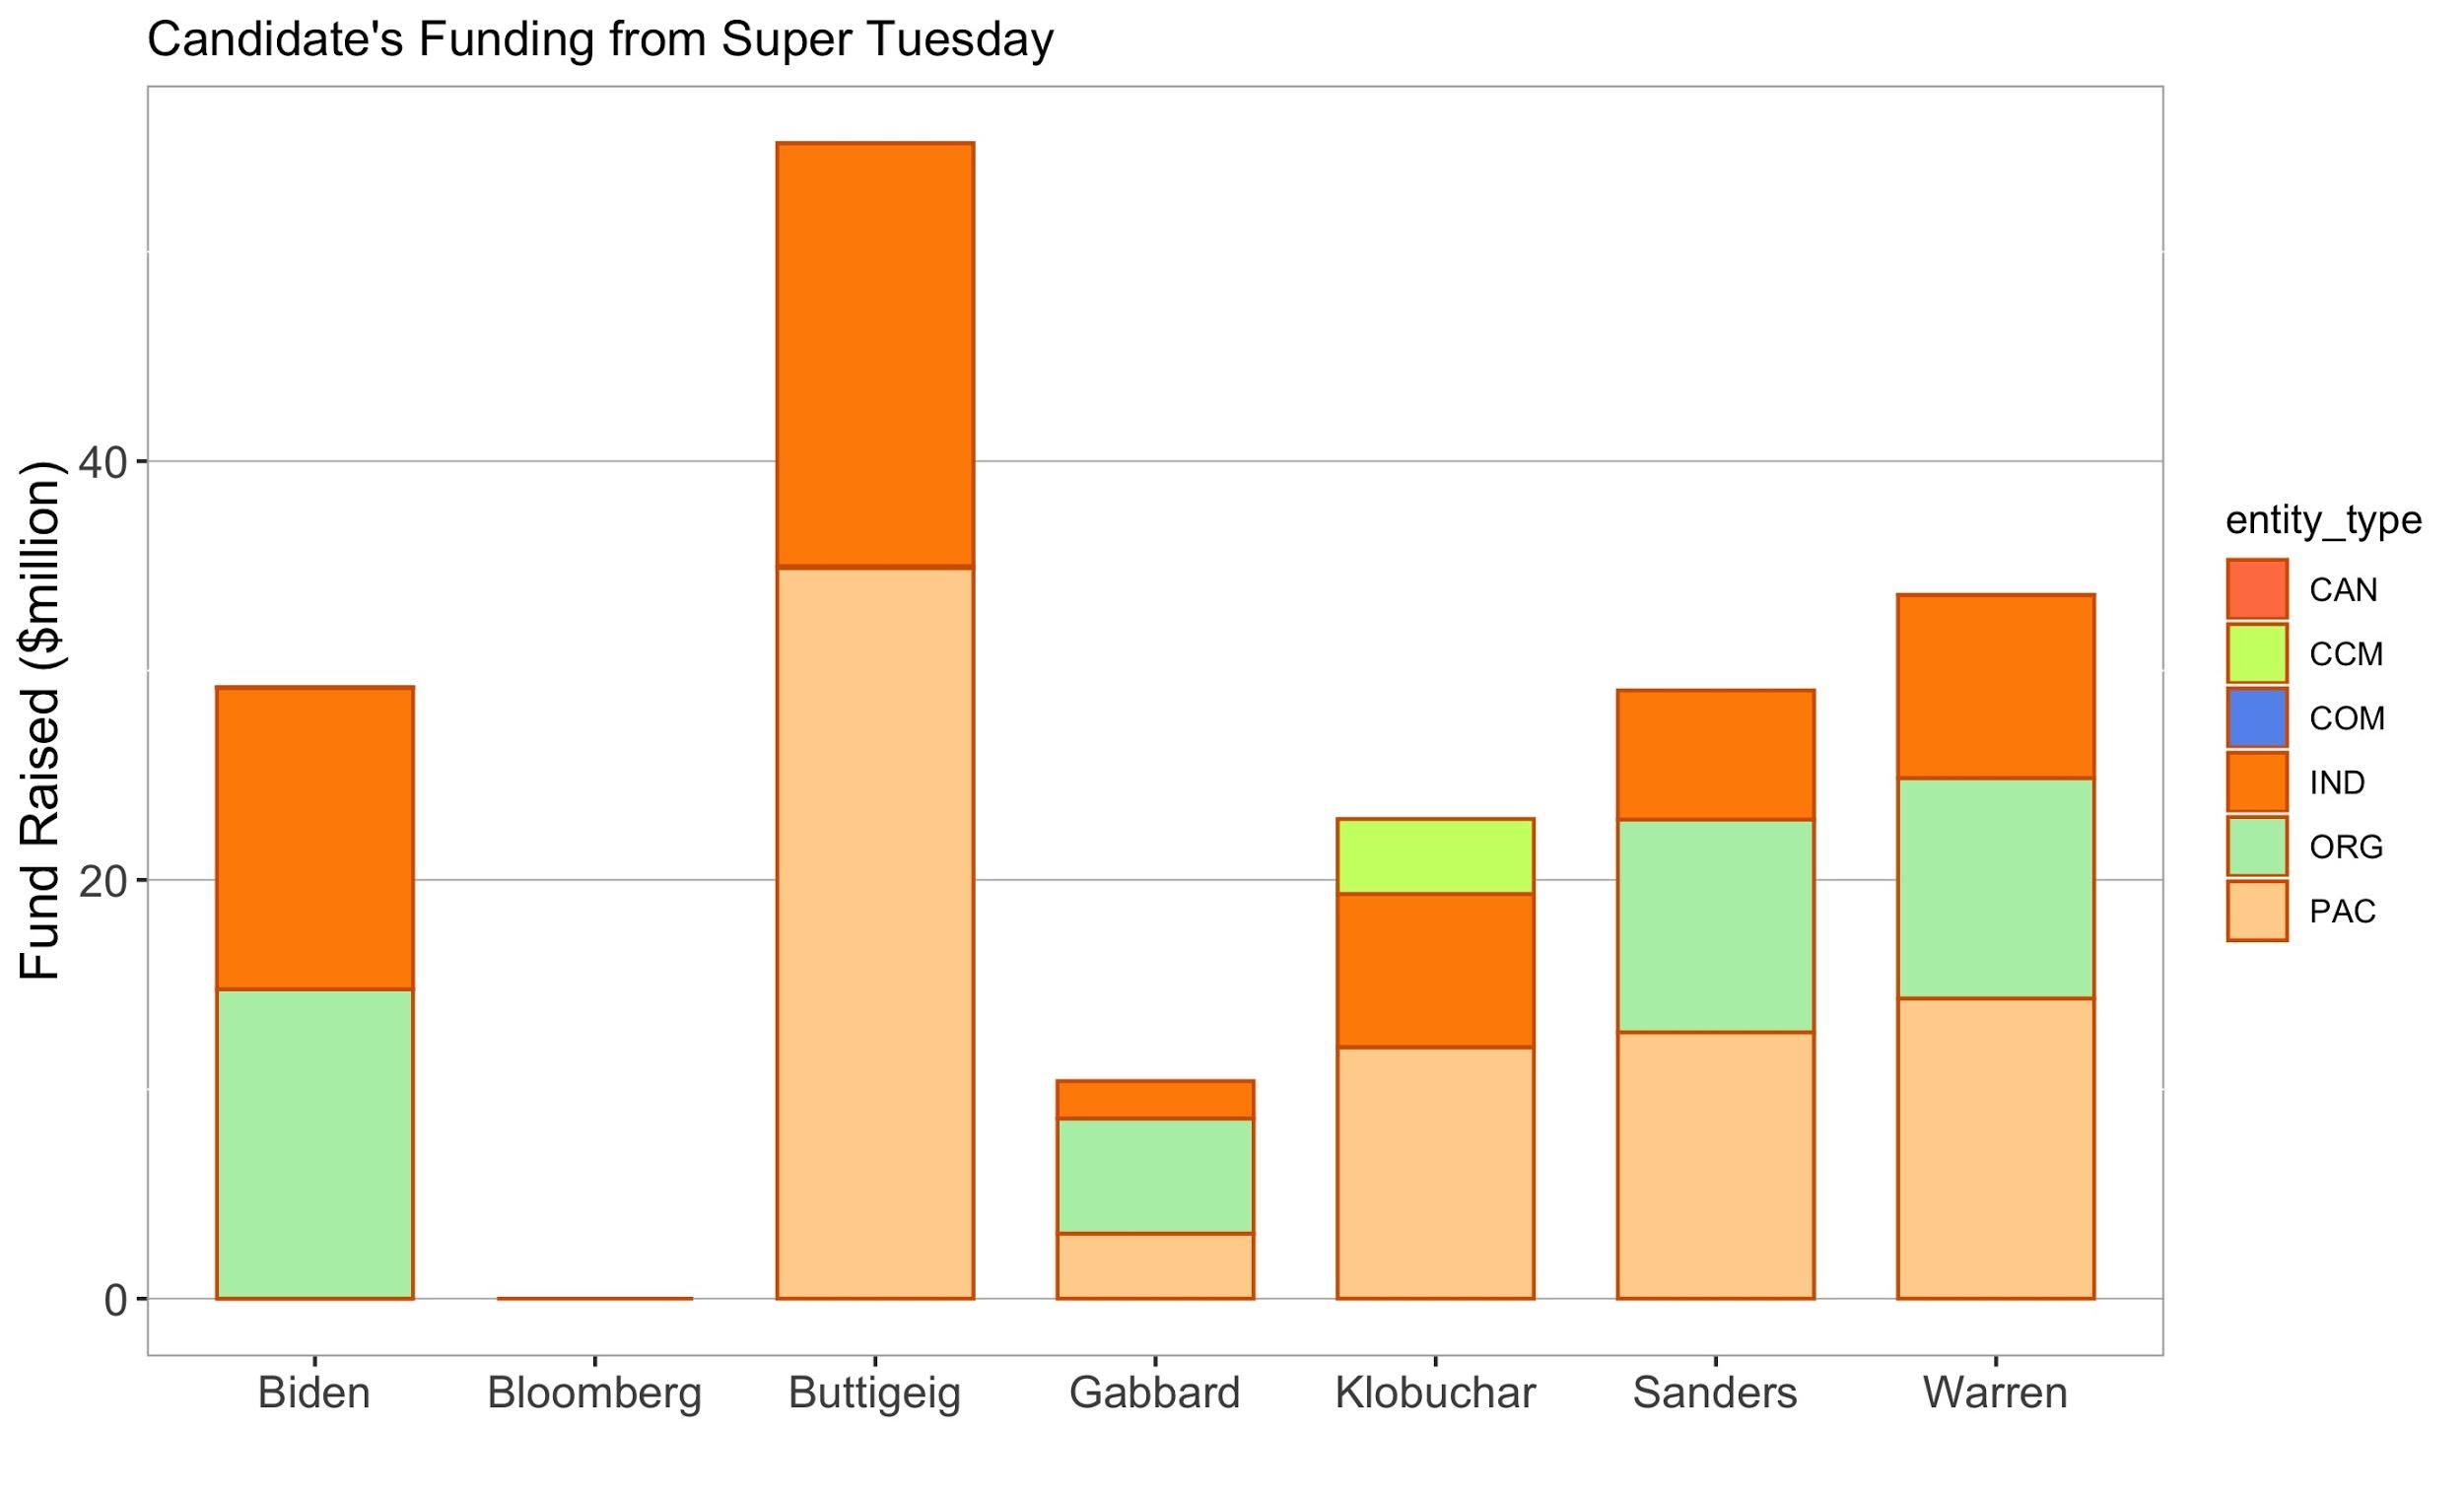 Candidate's Funding from Super Tuesday
Fund Raised ($million)
40
20
0
Biden
Bloomberg
Buttigeig
Gabbard
Klobuchar
Sanders
Warren
entity_type
CAN
CCM
COM
IND
ORG
PAC